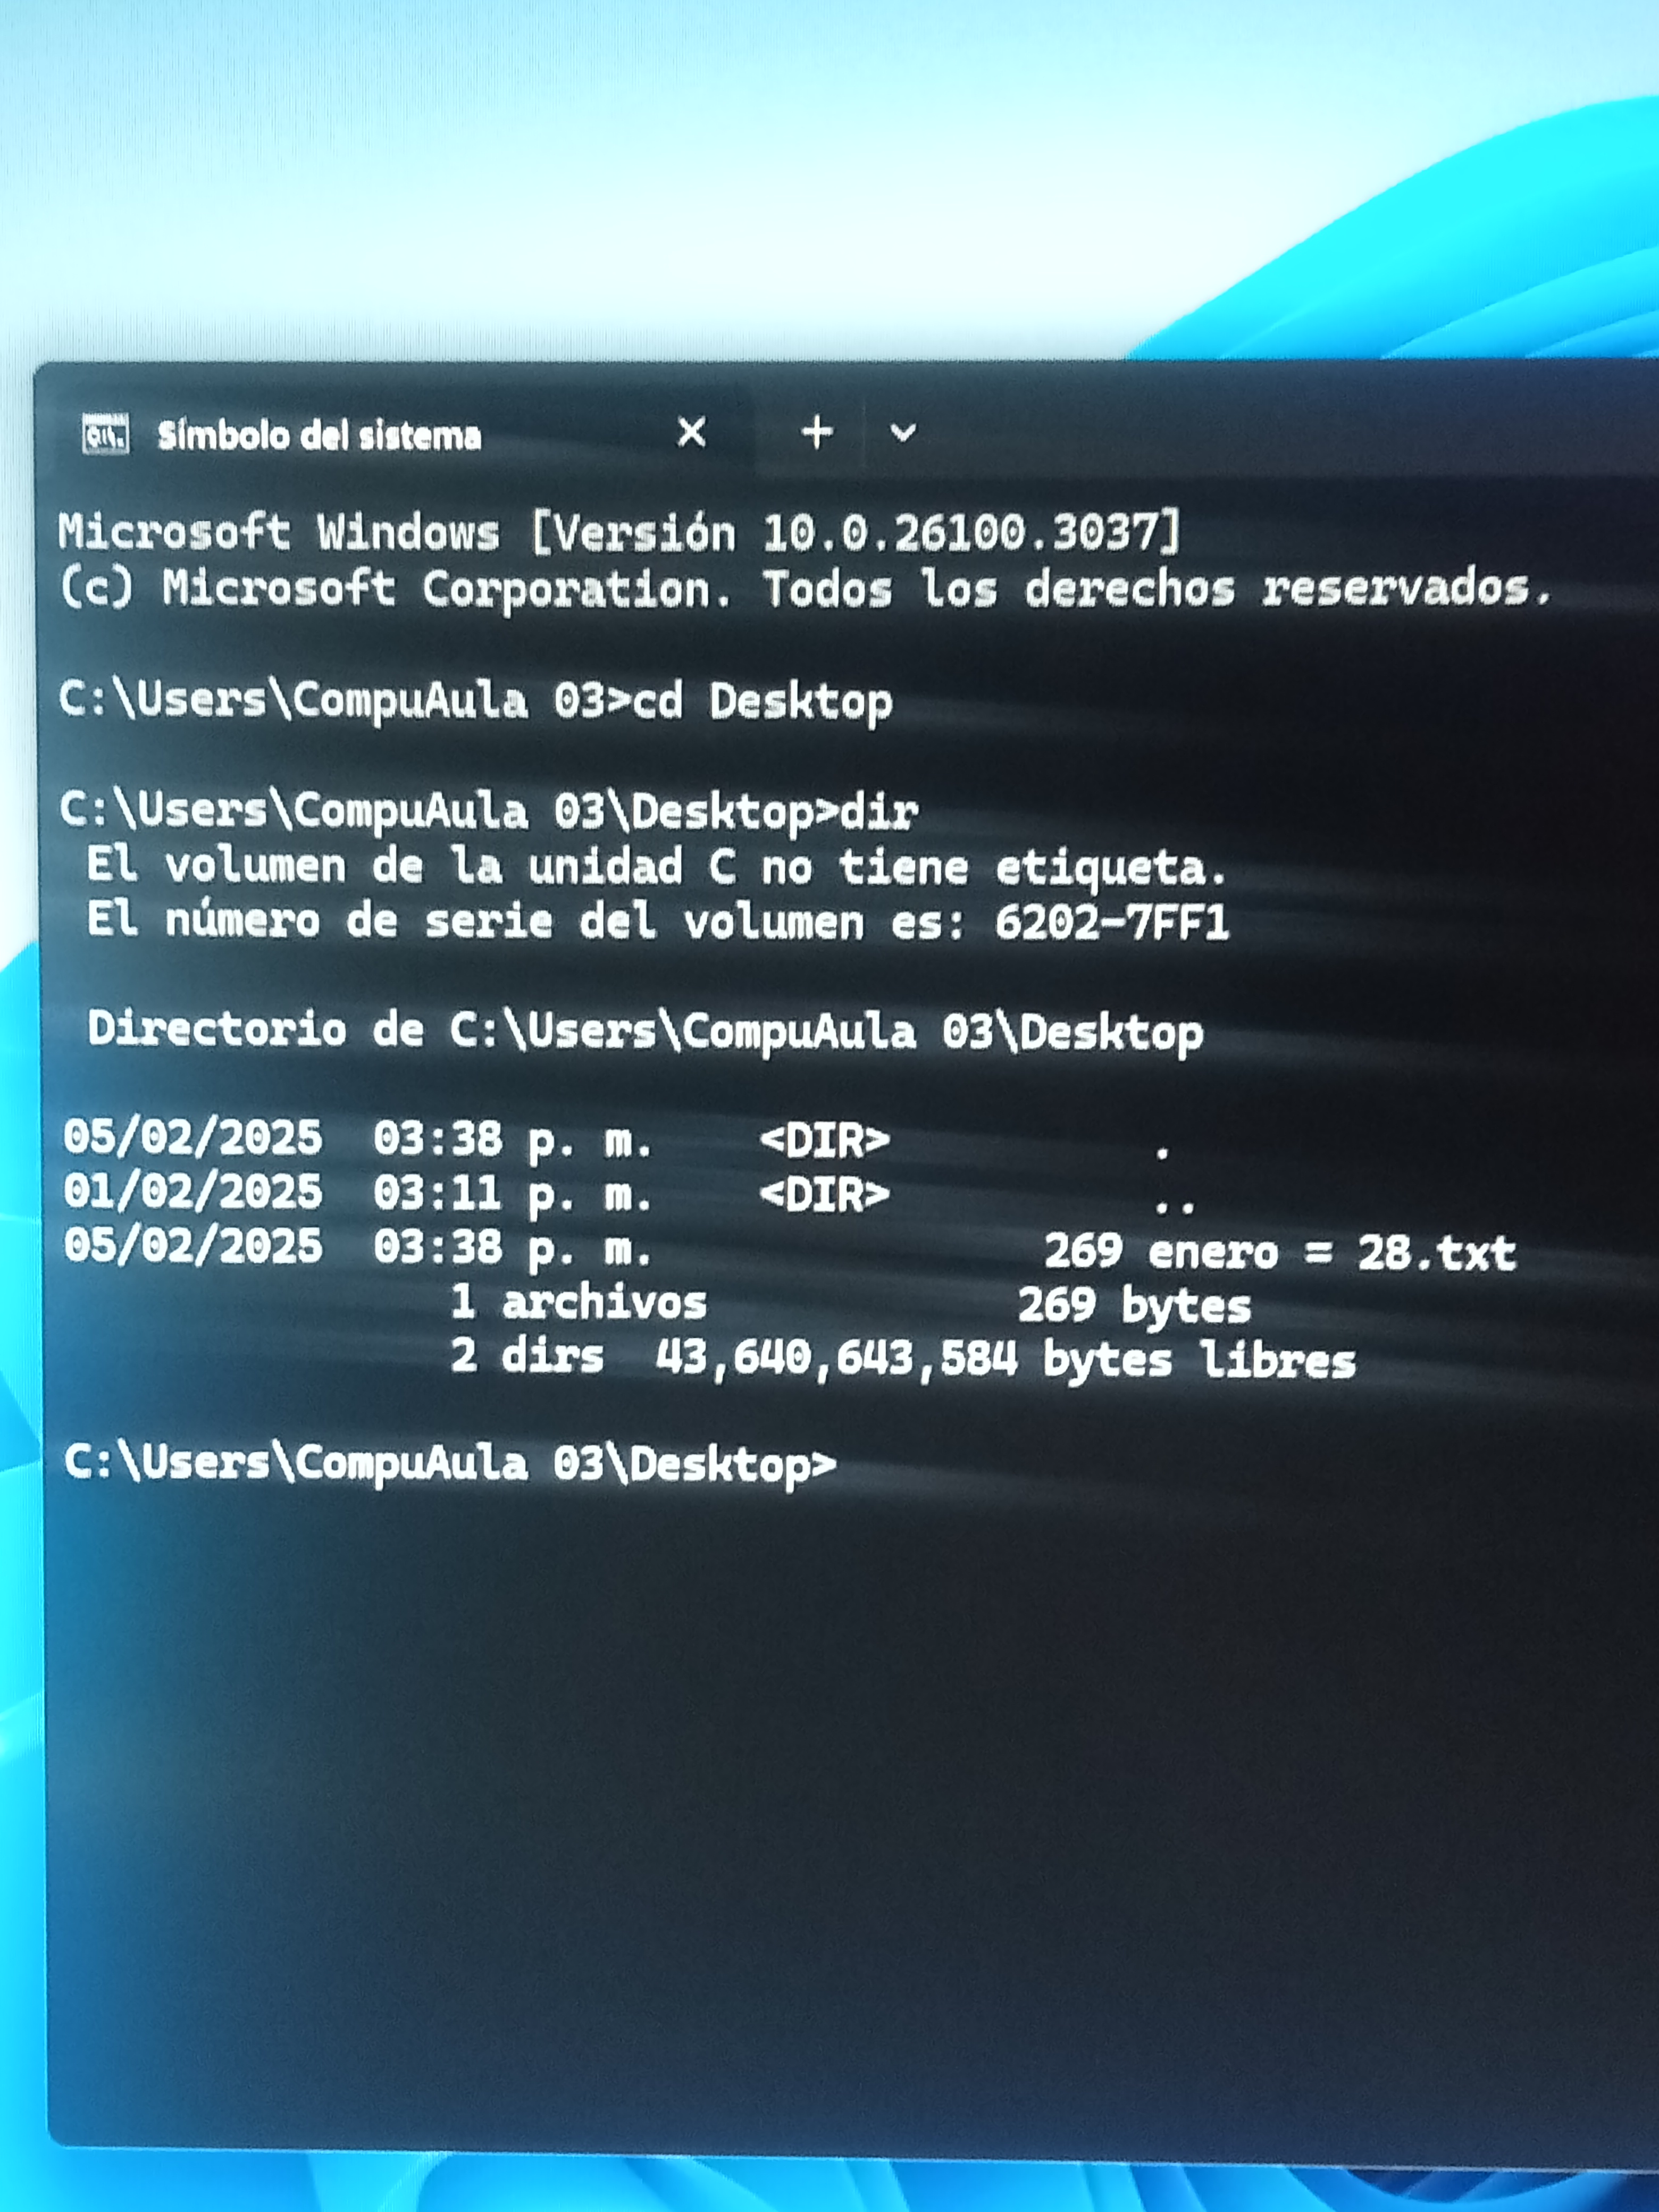 Símbolo del sistema
Microsoft Windows [Versión 10.0.26100.3037]
(c) Microsoft Corporation. Todos los derechos reservados.
C:\Users\CompuAula 03>cd Desktop
C:\Users\CompuAula 03\Desktop>dir
 El volumen de la unidad C no tiene etiqueta.
 El número de serie del volumen es: 6202-7FF1
 Directorio de C:\Users\CompuAula 03\Desktop
05/02/2025  03:38 p. m.    <DIR>          .
01/02/2025  03:11 p. m.    <DIR>          ..
05/02/2025  03:38 p. m.               269 enero = 28.txt
               1 archivos            269 bytes
               2 dirs  43,640,643,584 bytes libres
C:\Users\CompuAula 03\Desktop>